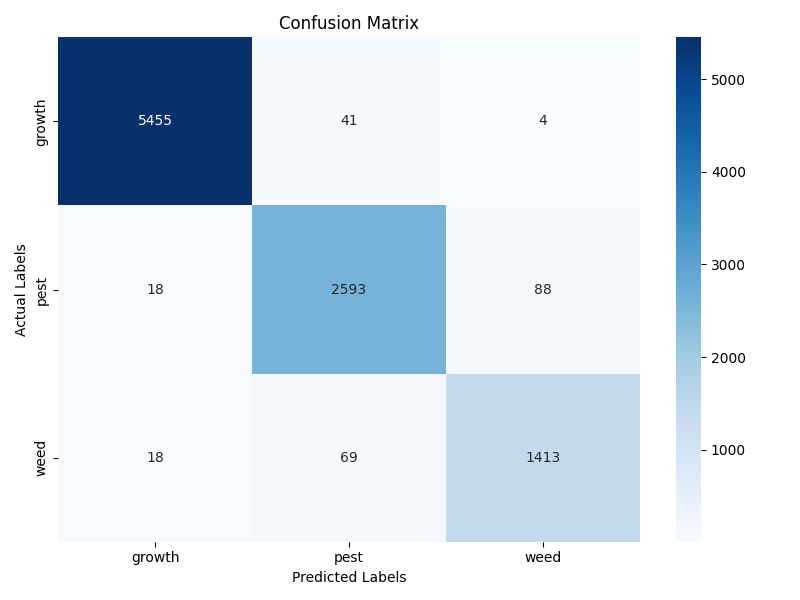 Confusion Matrix
growth
5455
41
4
pest
18
2593
88
weed
18
69
1413
Actual Labels
growth
pest
weed
Predicted Labels
5000
4000
3000
2000
1000